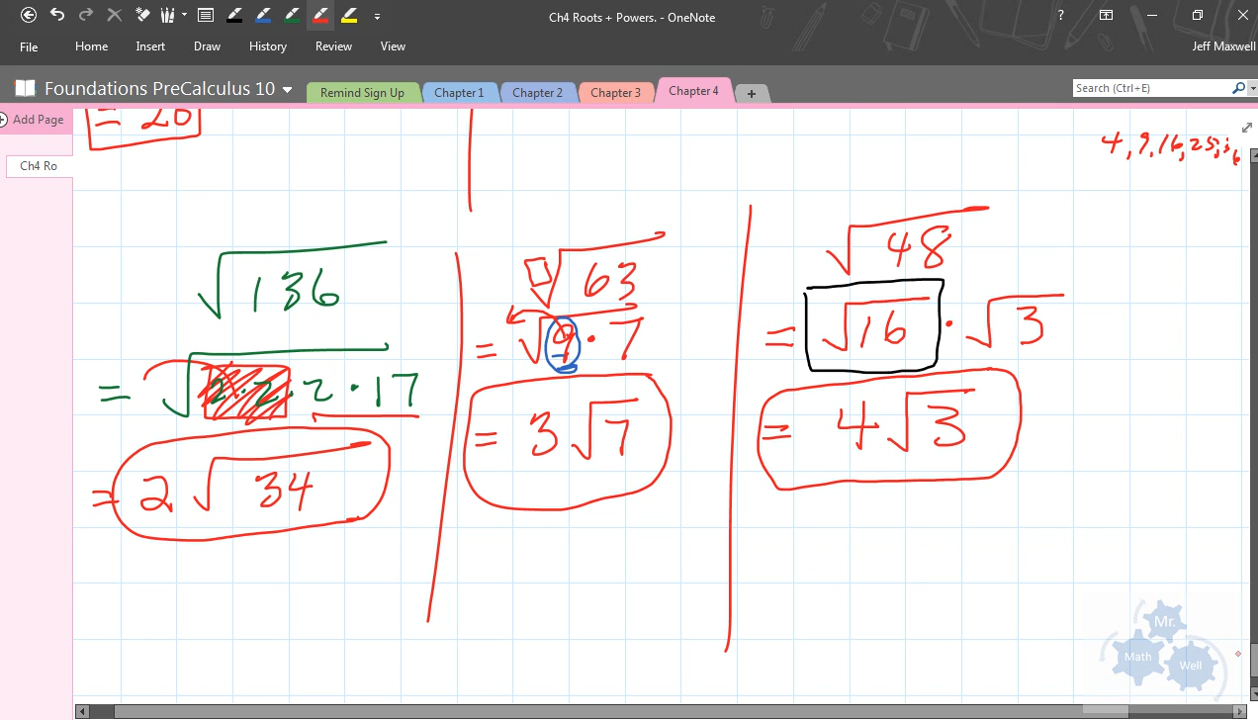 Ch4 Roots + Powers. - OneNote
?
File
Home
Insert
Draw
History
Review
View
Jeff Maxwell
Foundations PreCalculus 10
Remind Sign Up
Chapter 1
Chapter 2
Chapter 3
Chapter 4
+
Search (Ctrl+E)
Add Page
Ch4 Ro
= 20
4, 9, 16, 25, 36
√136
= √2·2·2·17
= 2√34
√63
= √9·7
= 3√7
√48
= √16 · √3
= 4√3
Mr.
Math
Well